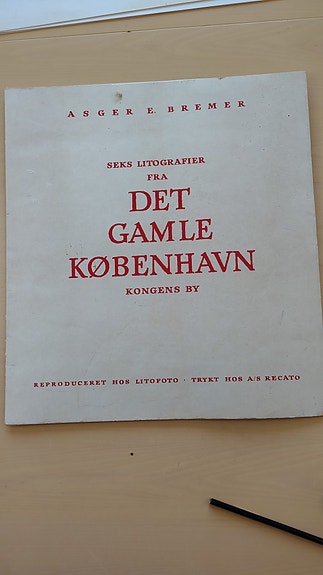 ASGER E. BREMER
SEKS LITOGRAFIER
FRA
DET
GAMLE
KØBENHAVN
KONGENS BY
REPRODUCERET HOS LITOFOTO · TRYKT HOS A/S RECATO